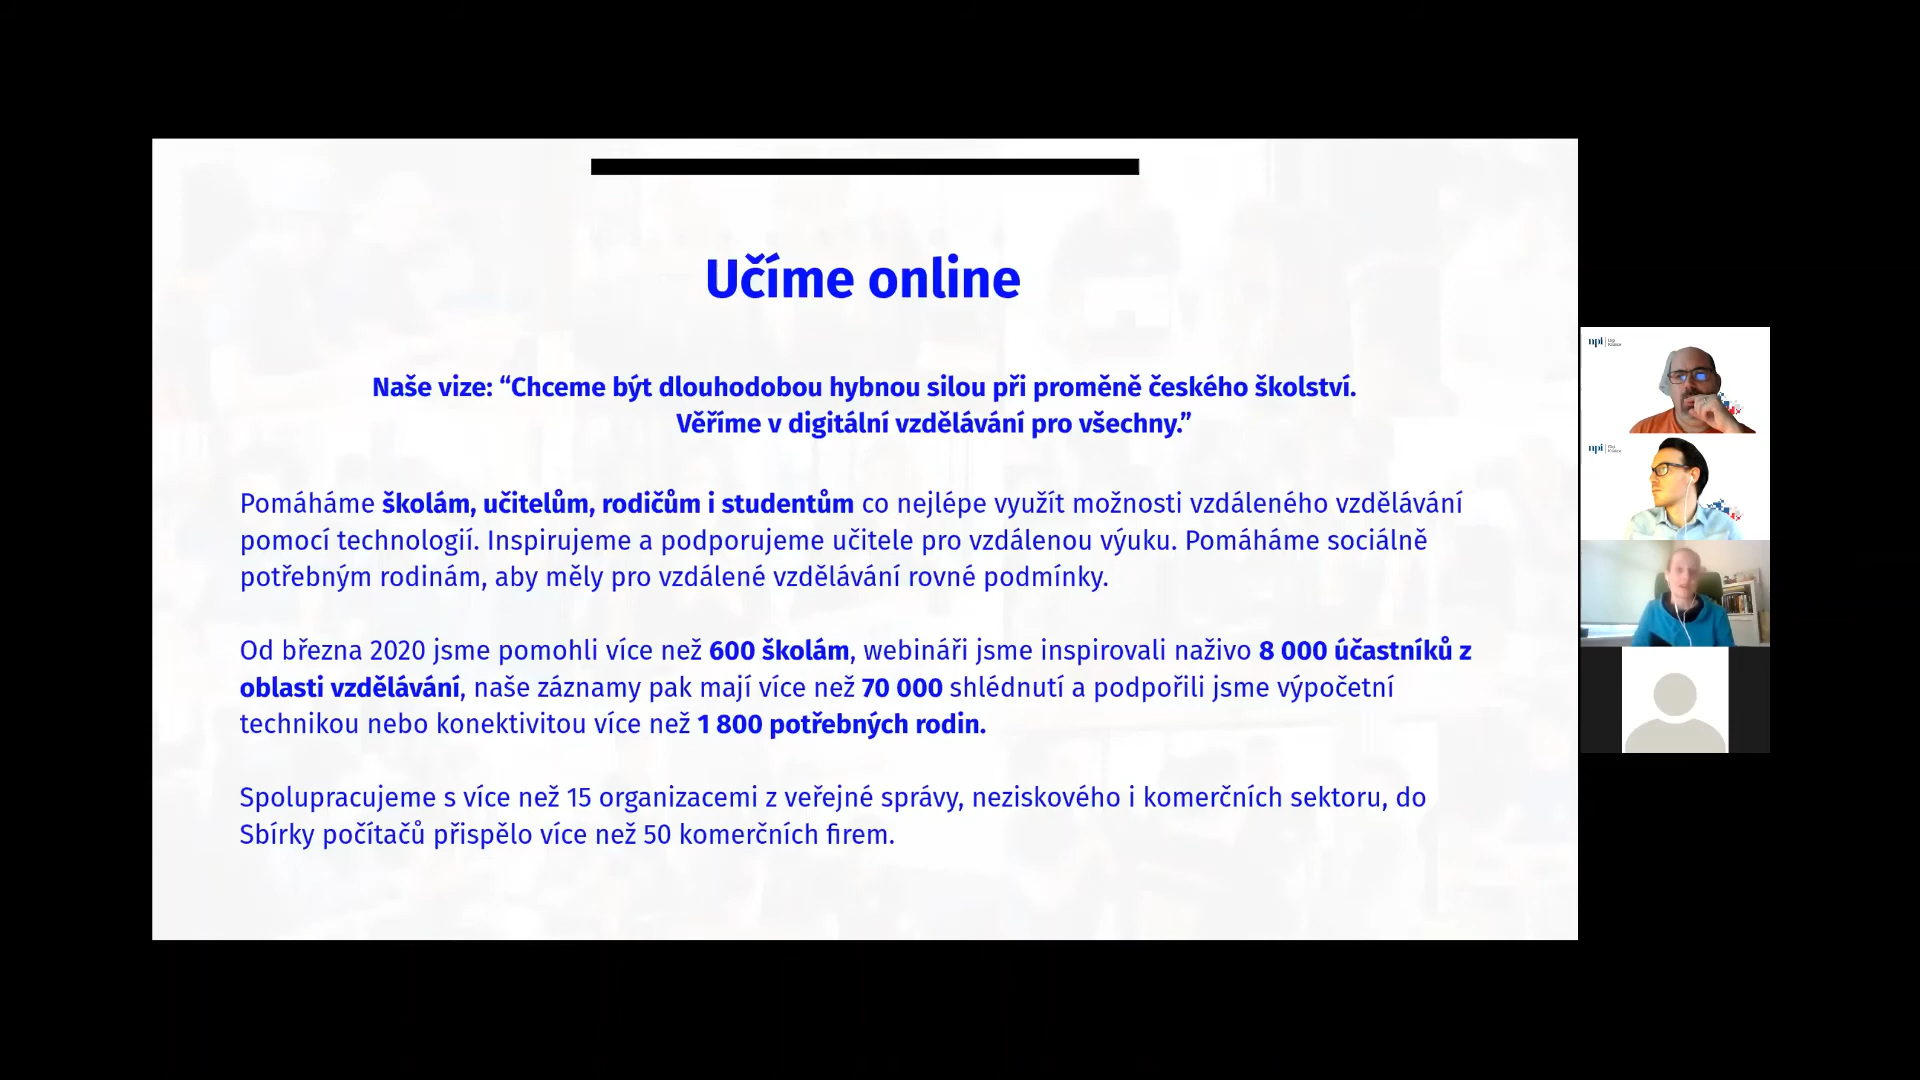 Učíme online
Naše vize: “Chceme být dlouhodobou hybnou silou při proměně českého školství.
Věříme v digitální vzdělávání pro všechny.”
Pomáháme školám, učitelům, rodičům i studentům co nejlépe využít možnosti vzdáleného vzdělávání
pomocí technologií. Inspirujeme a podporujeme učitele pro vzdálenou výuku. Pomáháme sociálně
potřebným rodinám, aby měly pro vzdálené vzdělávání rovné podmínky.
Od března 2020 jsme pomohli více než 600 školám, webináři jsme inspirovali naživo 8 000 účastníků z
oblasti vzdělávání, naše záznamy pak mají více než 70 000 shlédnutí a podpořili jsme výpočetní
technikou nebo konektivitou více než 1 800 potřebných rodin.
Spolupracujeme s více než 15 organizacemi z veřejné správy, neziskového i komerčních sektoru, do
Sbírky počítačů přispělo více než 50 komerčních firem.
npi
npi